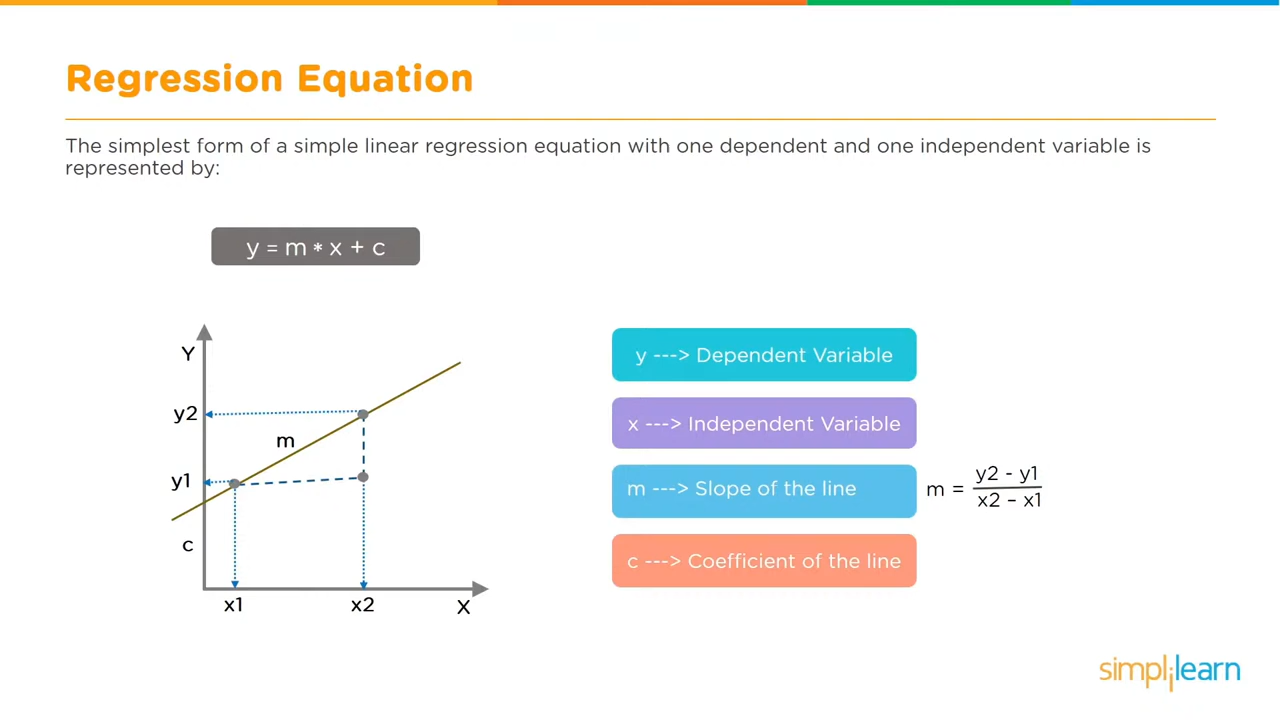 Regression Equation
The simplest form of a simple linear regression equation with one dependent and one independent variable is
represented by:
y = m * x + c
Y
y2
m
y1
c
x1
x2
X
y ---> Dependent Variable
x ---> Independent Variable
m ---> Slope of the line
m = y2 - y1
x2 – x1
c ---> Coefficient of the line
simplilearn